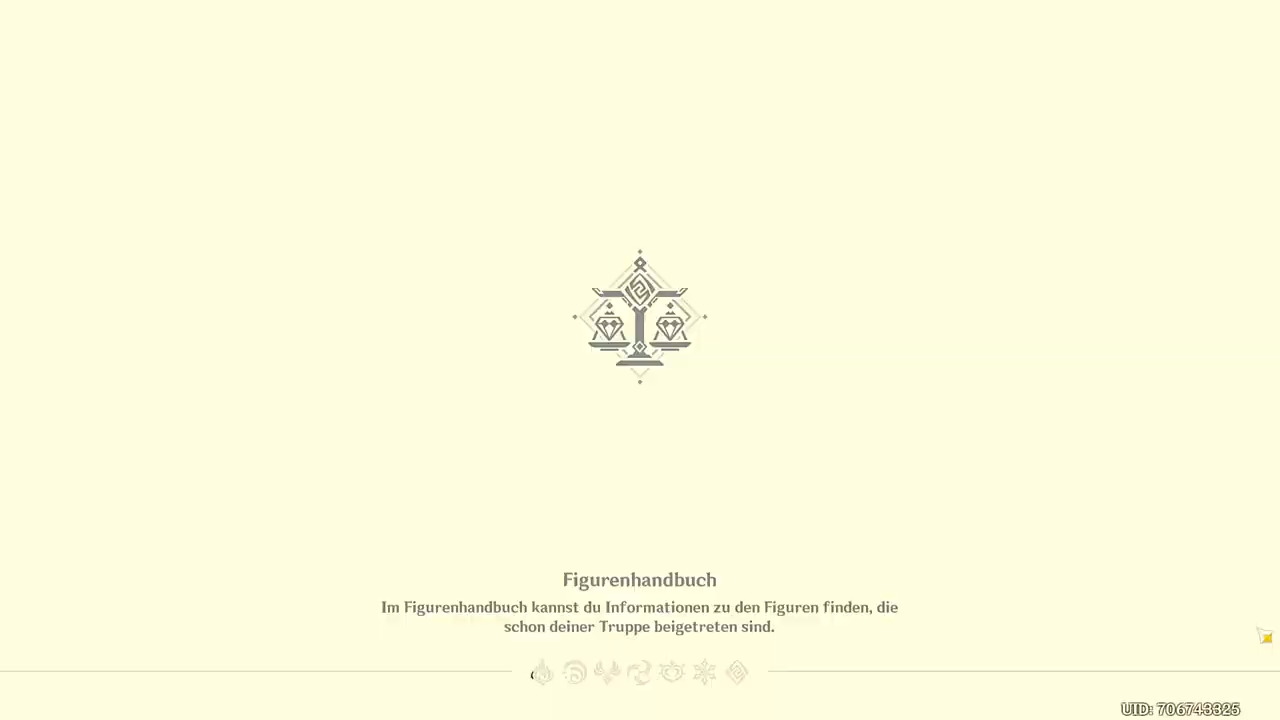 Figurenhandbuch
Im Figurenhandbuch kannst du Informationen zu den Figuren finden, die
schon deiner Truppe beigetreten sind.
UID: 706743325